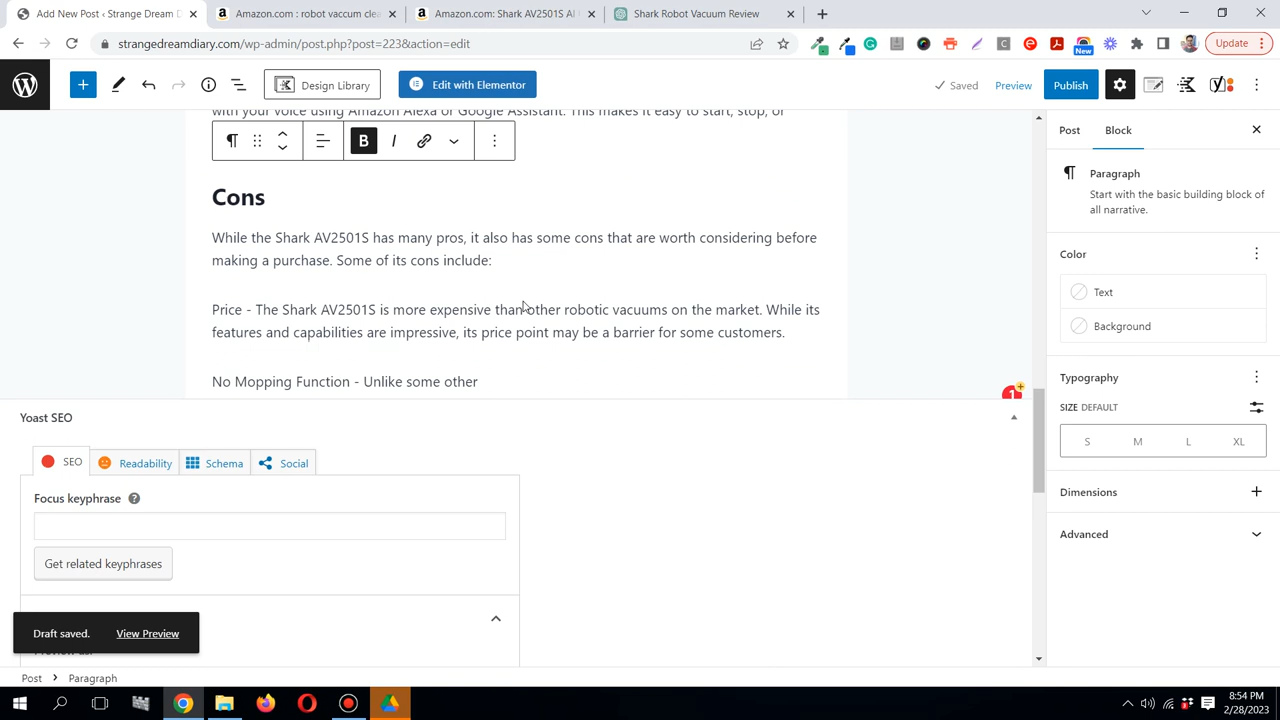 Add New Post ‹ Strange Dream D
Amazon.com : robot vaccum cle
Amazon.com: Shark AV2501S AI
Shark Robot Vacuum Review
strangedreamdiary.com/wp-admin/post.php?post=223&action=edit
New
Update
Design Library
Edit with Elementor
Saved
Preview
Publish
with your voice using Amazon Alexa or Google Assistant. This makes it easy to start, stop, or
B
I
Post
Block
Paragraph
Start with the basic building block of
all narrative.
Cons
While the Shark AV2501S has many pros, it also has some cons that are worth considering before
making a purchase. Some of its cons include:
Color
Text
Background
Price - The Shark AV2501S is more expensive than other robotic vacuums on the market. While its
features and capabilities are impressive, its price point may be a barrier for some customers.
No Mopping Function - Unlike some other
Typography
SIZE DEFAULT
S
M
L
XL
Dimensions
Advanced
1
Yoast SEO
SEO
Readability
Schema
Social
Focus keyphrase
Get related keyphrases
Draft saved.
View Preview
Post
Paragraph
8:54 PM
2/28/2023